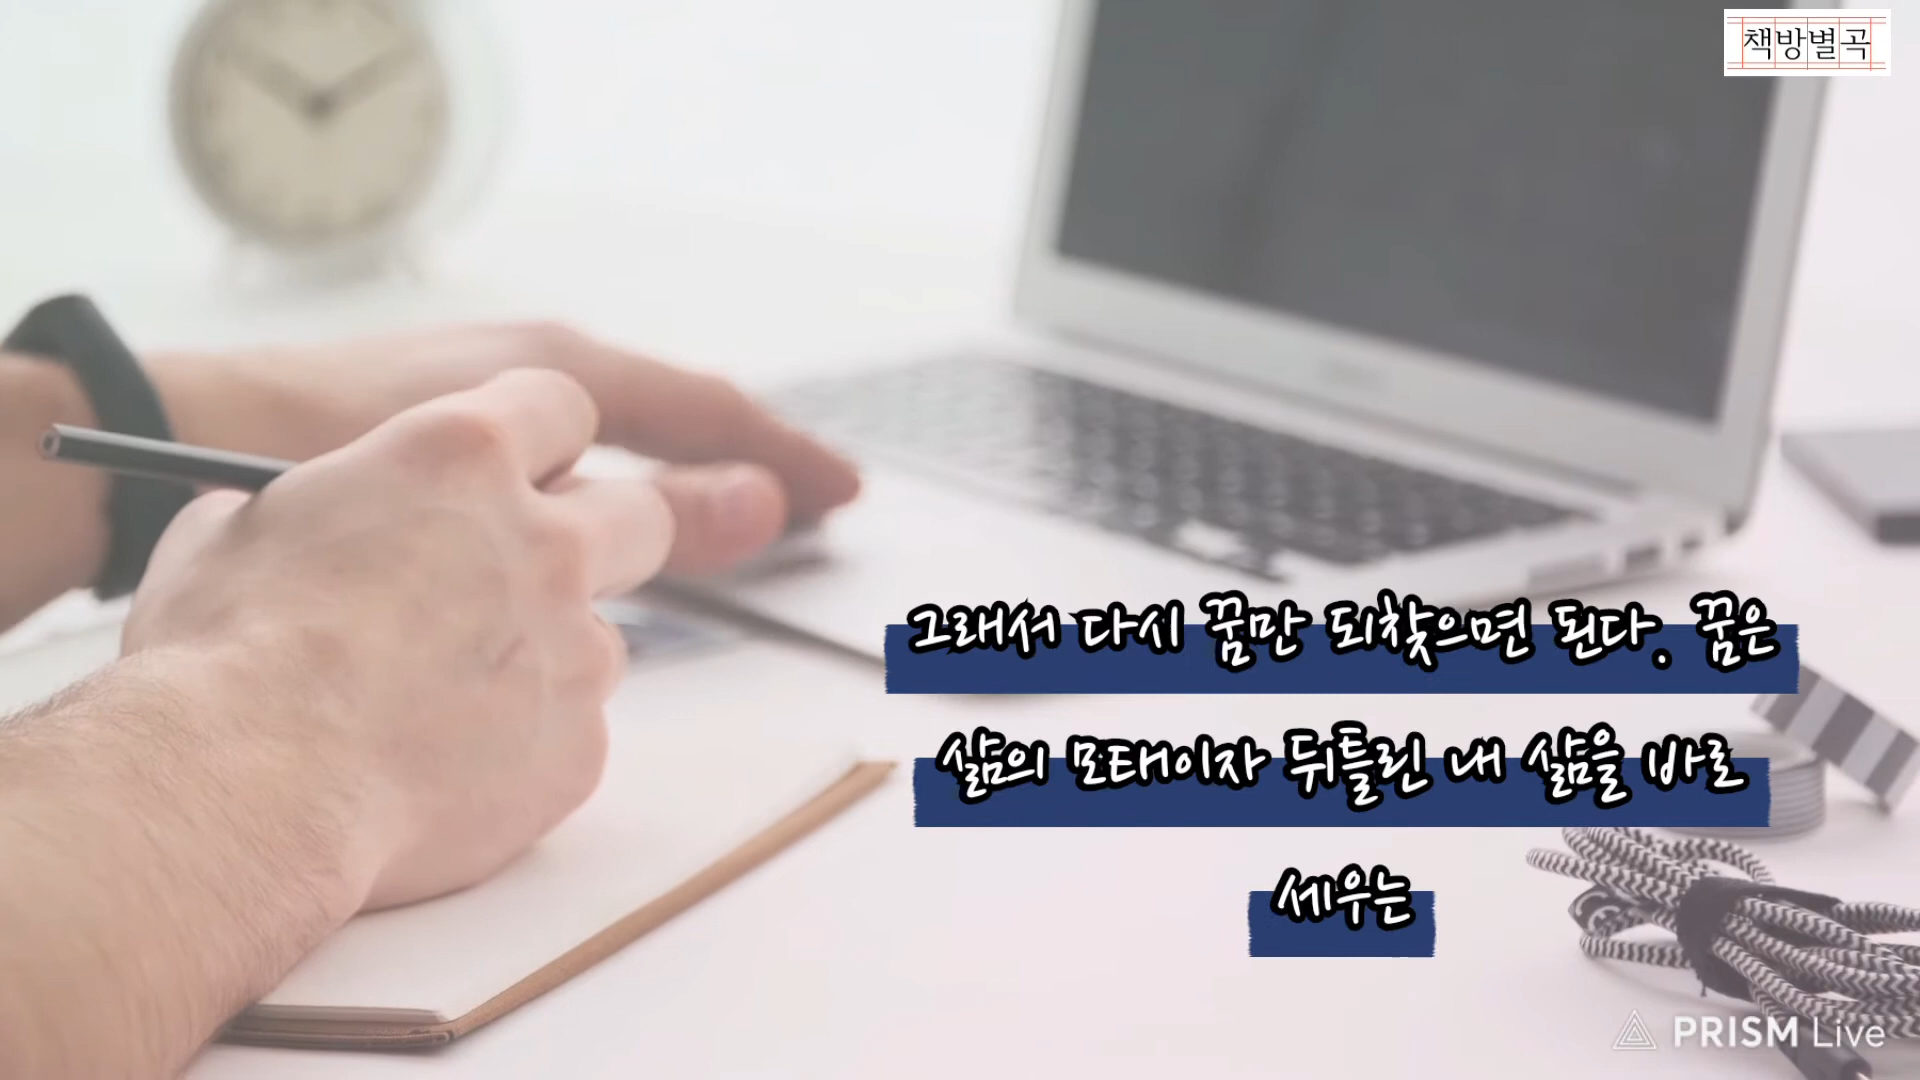 책방별곡
그래서 다시 꿈만 되찾으면 된다. 꿈은
삶의 모태이자 뒤틀린 내 삶을 바로
세우는
PRISM Live